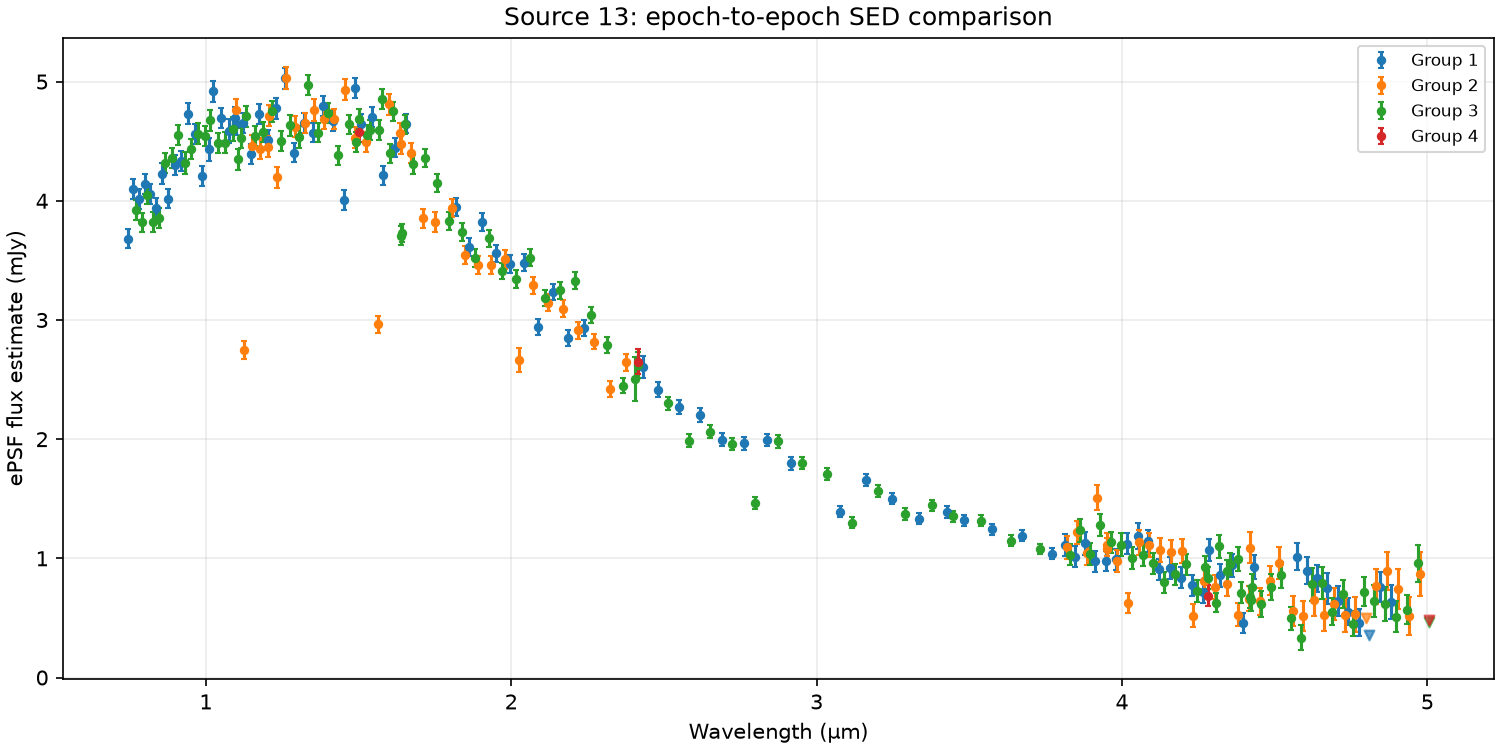 Source 13: epoch-to-epoch SED comparison
ePSF flux estimate (mJy)
5
4
3
2
1
0
Group 1
Group 2
Group 3
Group 4
1 2 3 4 5
Wavelength (μm)